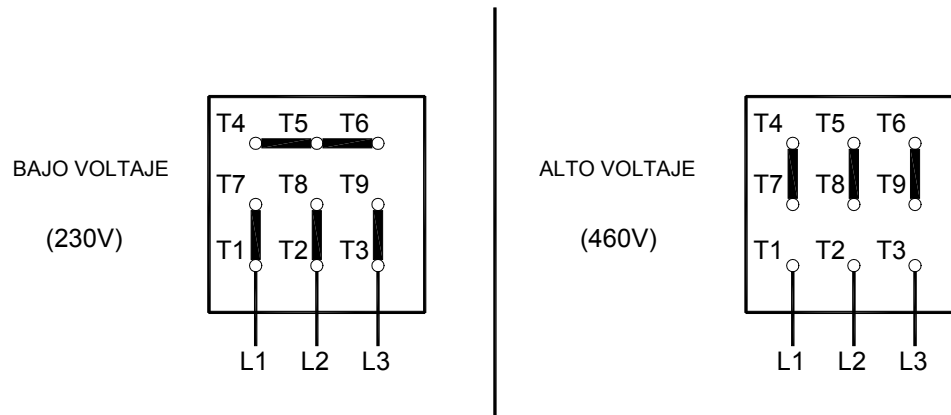 T4 T5 T6
BAJO VOLTAJE
T7 T8 T9
(230V)
T1 T2 T3
L1 L2 L3
T4 T5 T6
ALTO VOLTAJE
T7 T8 T9
(460V)
T1 T2 T3
L1 L2 L3